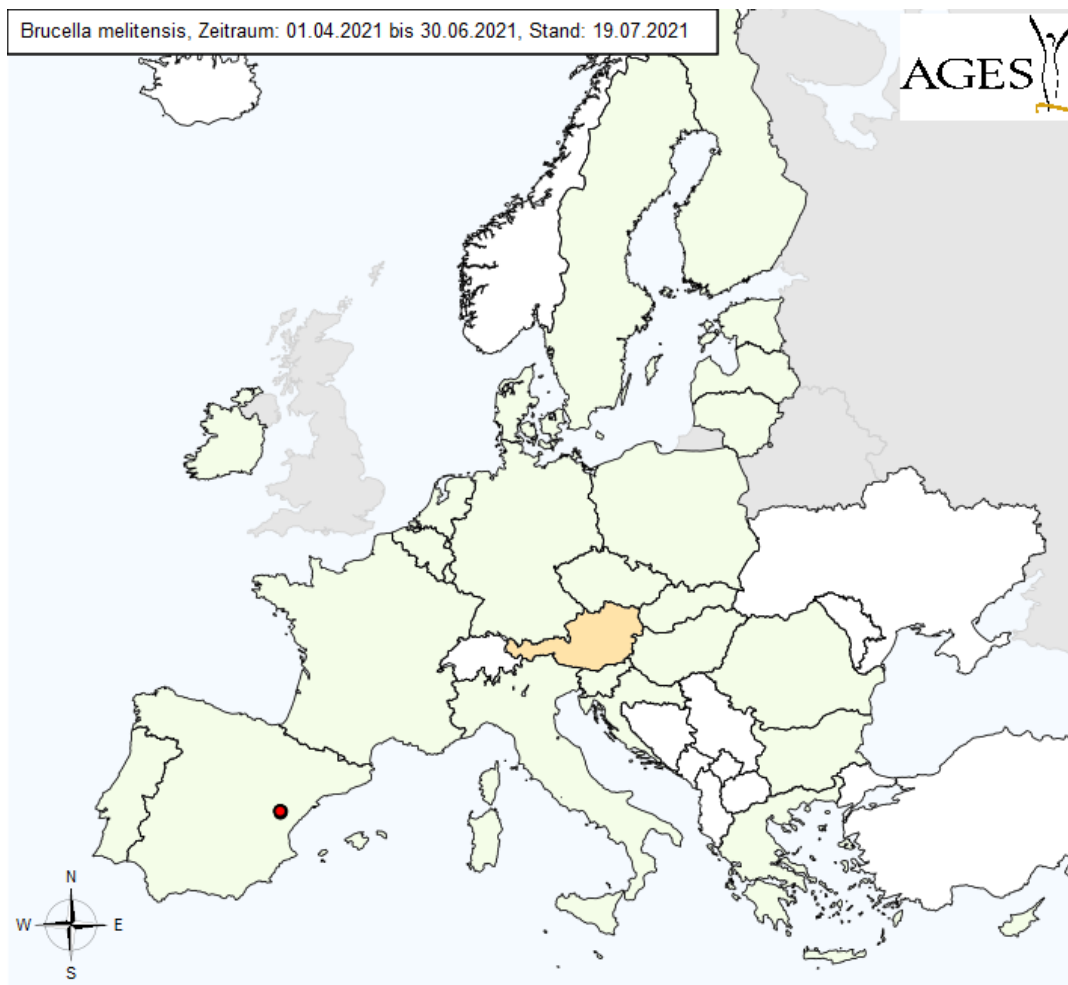 Brucella melitensis, Zeitraum: 01.04.2021 bis 30.06.2021, Stand: 19.07.2021
AGES
N
W E
S